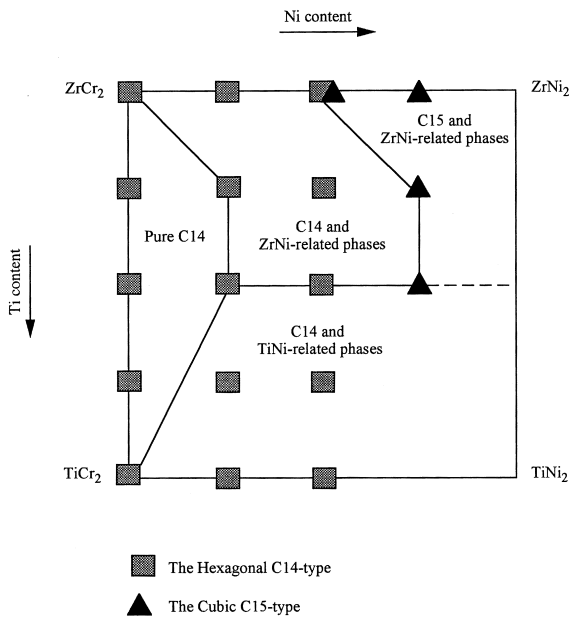 Ni content
ZrCr2
ZrNi2
C15 and
ZrNi-related phases
Pure C14
C14 and
ZrNi-related phases
Ti content
C14 and
TiNi-related phases
TiCr2
TiNi2
The Hexagonal C14-type
The Cubic C15-type